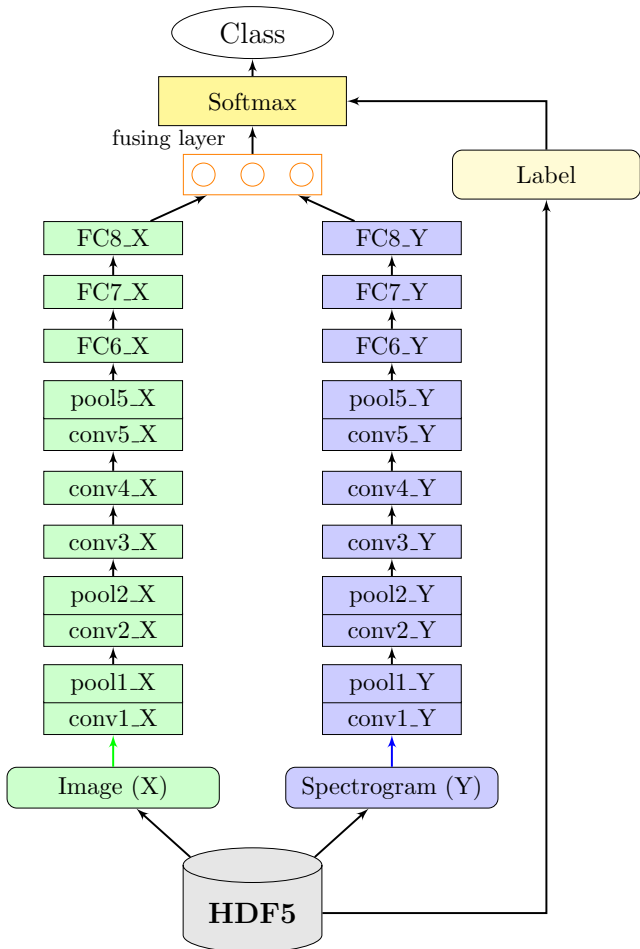 Class
Softmax
fusing layer
Label
FC8_X
FC8_Y
FC7_X
FC7_Y
FC6_X
FC6_Y
pool5_X
pool5_Y
conv5_X
conv5_Y
conv4_X
conv4_Y
conv3_X
conv3_Y
pool2_X
pool2_Y
conv2_X
conv2_Y
pool1_X
pool1_Y
conv1_X
conv1_Y
Image (X)
Spectrogram (Y)
HDF5